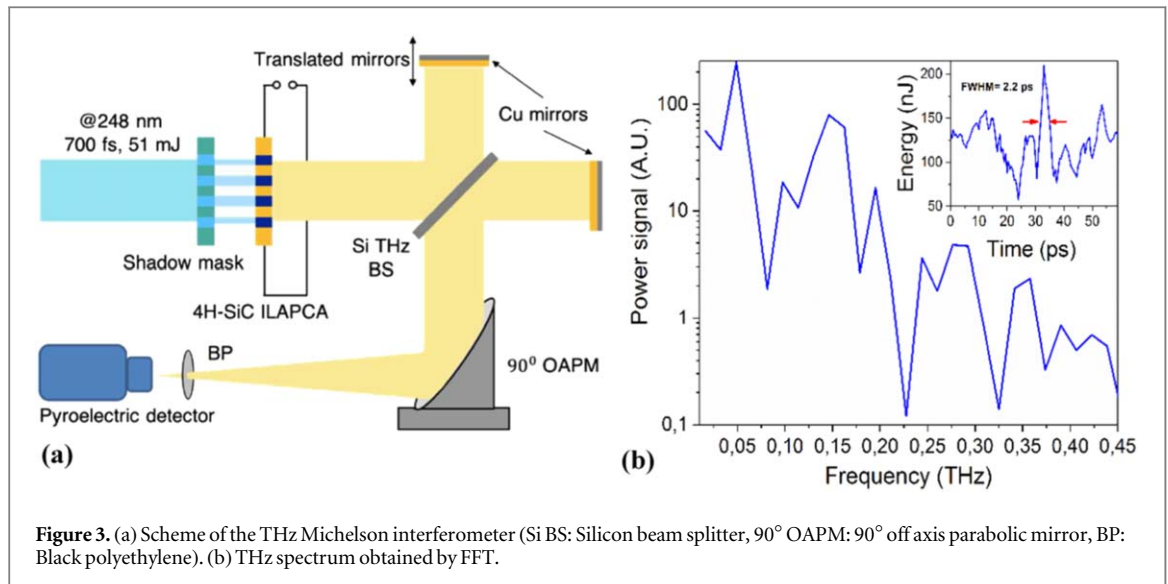 Translated mirrors
Cu mirrors
@248 nm
700 fs, 51 mJ
Shadow mask
Si THz
BS
4H-SiC ILAPCA
BP
90⁰ OAPM
Pyroelectric detector
(a)
Power signal (A.U.)
100
10
1
0,1
0,05 0,10 0,15 0,20 0,25 0,30 0,35 0,40 0,45
Frequency (THz)
Energy (nJ)
200
150
100
50
FWHM= 2.2 ps
0 10 20 30 40 50
Time (ps)
(b)
Figure 3. (a) Scheme of the THz Michelson interferometer (Si BS: Silicon beam splitter, 90° OAPM: 90° off axis parabolic mirror, BP:
Black polyethylene). (b) THz spectrum obtained by FFT.